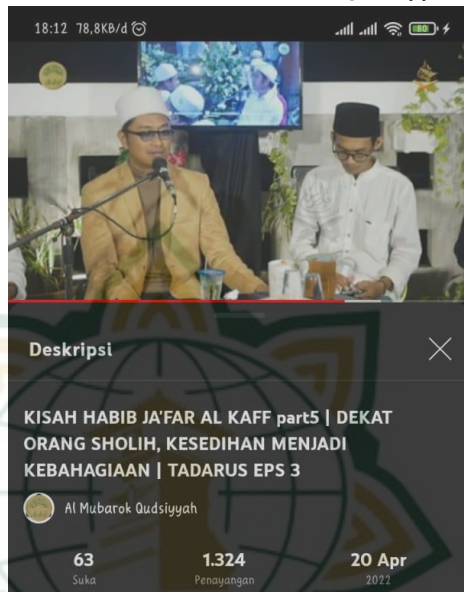 18:12 78,8KB/d
80
Deskripsi
KISAH HABIB JA'FAR AL KAFF part5 | DEKAT
ORANG SHOLIH, KESEDIHAN MENJADI
KEBAHAGIAAN | TADARUS EPS 3
Al Mubarok Qudsiyyah
63 1.324 20 Apr
Suka Penayangan 2022